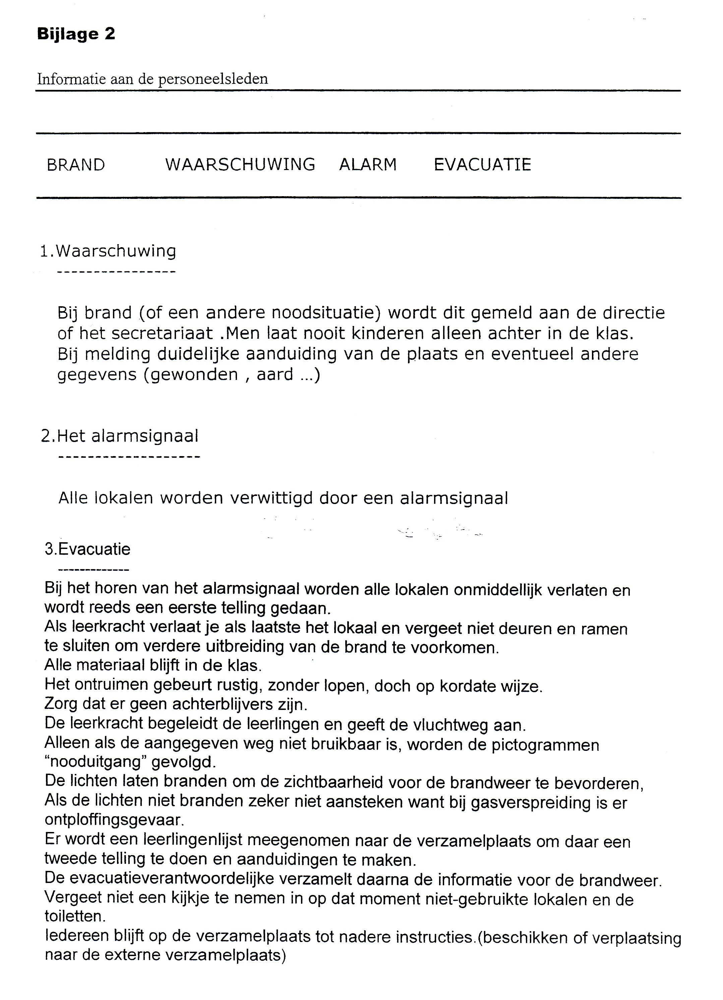 Bijlage 2
Informatie aan de personeelsleden
BRAND WAARSCHUWING ALARM EVACUATIE
1.Waarschuwing
----------------
Bij brand (of een andere noodsituatie) wordt dit gemeld aan de directie
of het secretariaat .Men laat nooit kinderen alleen achter in de klas.
Bij melding duidelijke aanduiding van de plaats en eventueel andere
gegevens (gewonden , aard ...)
2.Het alarmsignaal
-------------------
Alle lokalen worden verwittigd door een alarmsignaal
3.Evacuatie
-------------
Bij het horen van het alarmsignaal worden alle lokalen onmiddellijk verlaten en
wordt reeds een eerste telling gedaan.
Als leerkracht verlaat je als laatste het lokaal en vergeet niet deuren en ramen
te sluiten om verdere uitbreiding van de brand te voorkomen.
Alle materiaal blijft in de klas.
Het ontruimen gebeurt rustig, zonder lopen, doch op kordate wijze.
Zorg dat er geen achterblijvers zijn.
De leerkracht begeleidt de leerlingen en geeft de vluchtweg aan.
Alleen als de aangegeven weg niet bruikbaar is, worden de pictogrammen
“nooduitgang” gevolgd.
De lichten laten branden om de zichtbaarheid voor de brandweer te bevorderen,
Als de lichten niet branden zeker niet aansteken want bij gasverspreiding is er
ontploffingsgevaar.
Er wordt een leerlingenlijst meegenomen naar de verzamelplaats om daar een
tweede telling te doen en aanduidingen te maken.
De evacuatieverantwoordelijke verzamelt daarna de informatie voor de brandweer.
Vergeet niet een kijkje te nemen in op dat moment niet-gebruikte lokalen en de
toiletten.
Iedereen blijft op de verzamelplaats tot nadere instructies.(beschikken of verplaatsing
naar de externe verzamelplaats)